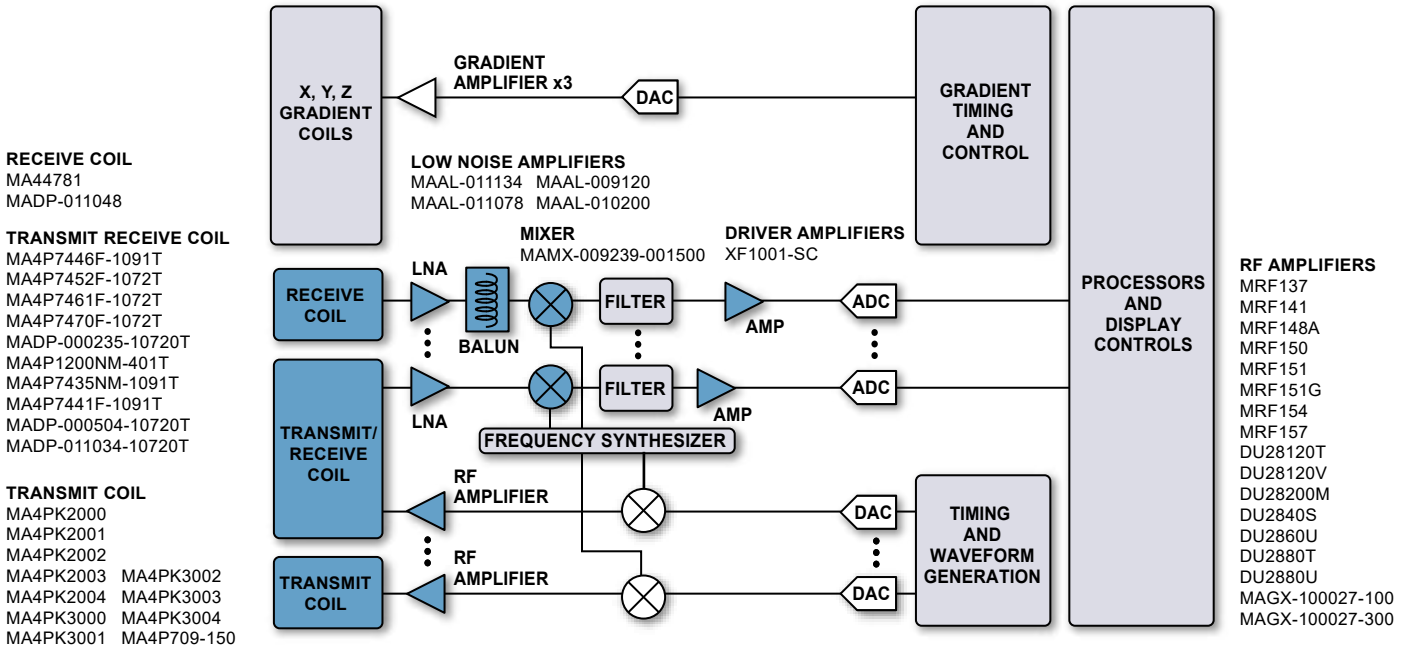 GRADIENT
AMPLIFIER x3
DAC
X, Y, Z
GRADIENT
COILS
GRADIENT
TIMING
AND
CONTROL
RECEIVE COIL
MA44781
MADP-011048
TRANSMIT RECEIVE COIL
MA4P7446F-1091T
MA4P7452F-1072T
MA4P7461F-1072T
MA4P7470F-1072T
MADP-000235-10720T
MA4P1200NM-401T
MA4P7435NM-1091T
MA4P7441F-1091T
MADP-000504-10720T
MADP-011034-10720T
TRANSMIT COIL
MA4PK2000
MA4PK2001
MA4PK2002
MA4PK2003 MA4PK3002
MA4PK2004 MA4PK3003
MA4PK3000 MA4PK3004
MA4PK3001 MA4P709-150
LOW NOISE AMPLIFIERS
MAAL-011134 MAAL-009120
MAAL-011078 MAAL-010200
MIXER
MAMX-009239-001500
DRIVER AMPLIFIERS
XF1001-SC
RECEIVE
COIL
LNA
BALUN
FILTER
AMP
ADC
TRANSMIT/
RECEIVE
COIL
LNA
FILTER
AMP
ADC
FREQUENCY SYNTHESIZER
RF
AMPLIFIER
DAC
RF
AMPLIFIER
DAC
TRANSMIT
COIL
TIMING
AND
WAVEFORM
GENERATION
PROCESSORS
AND
DISPLAY
CONTROLS
RF AMPLIFIERS
MRF137
MRF141
MRF148A
MRF150
MRF151
MRF151G
MRF154
MRF157
DU28120T
DU28120V
DU28200M
DU2840S
DU2860U
DU2880T
DU2880U
MAGX-100027-100
MAGX-100027-300